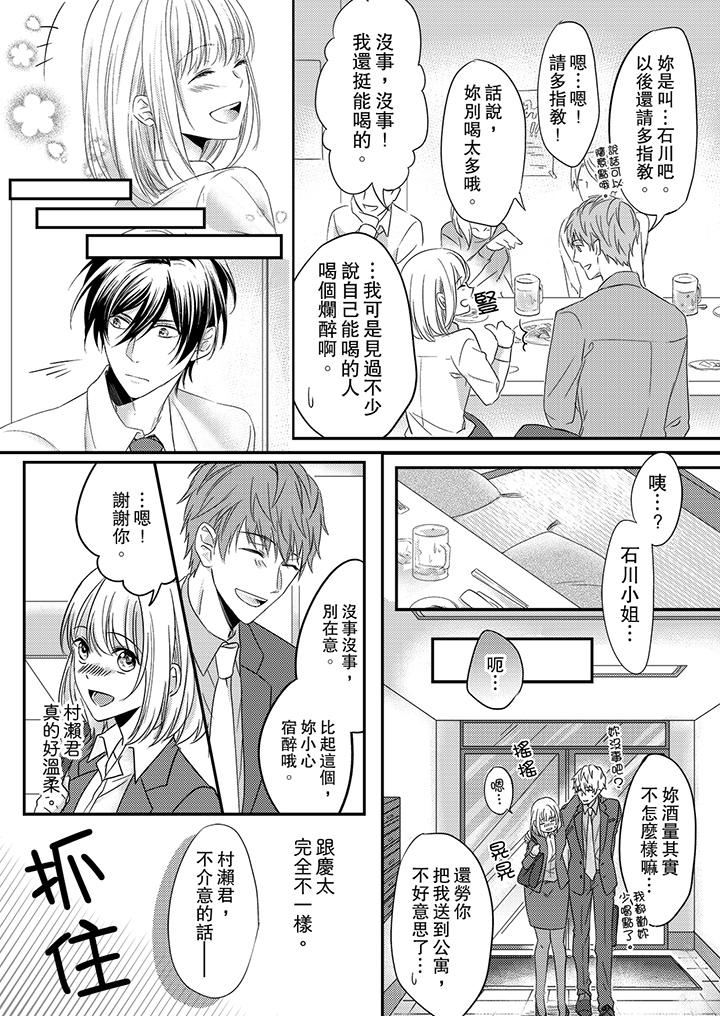 妳是叫…石川吧。
以後還請多指教。
說話可以
隨意點哦。
嗯…嗯！
請多指教！
話說，
妳別喝太多哦。
沒事，沒事！
我還挺能喝的。
豎
…我可是見過不少
說自己能喝的人
喝個爛醉啊。
咦…？
石川小姐…
呃…
妳沒事吧？
搖搖
嗯…
晃晃
妳酒量其實
不怎麼樣嘛…
我都勸妳
少喝點了。
還勞你
把我送到公寓，
不好意思了…
沒事沒事，
別在意。
比起這個，
妳小心
宿醉哦。
…嗯！
謝謝你。
村瀨君
真的好溫柔。
跟慶太
完全不一樣。
村瀨君，
不介意的話──
抓住